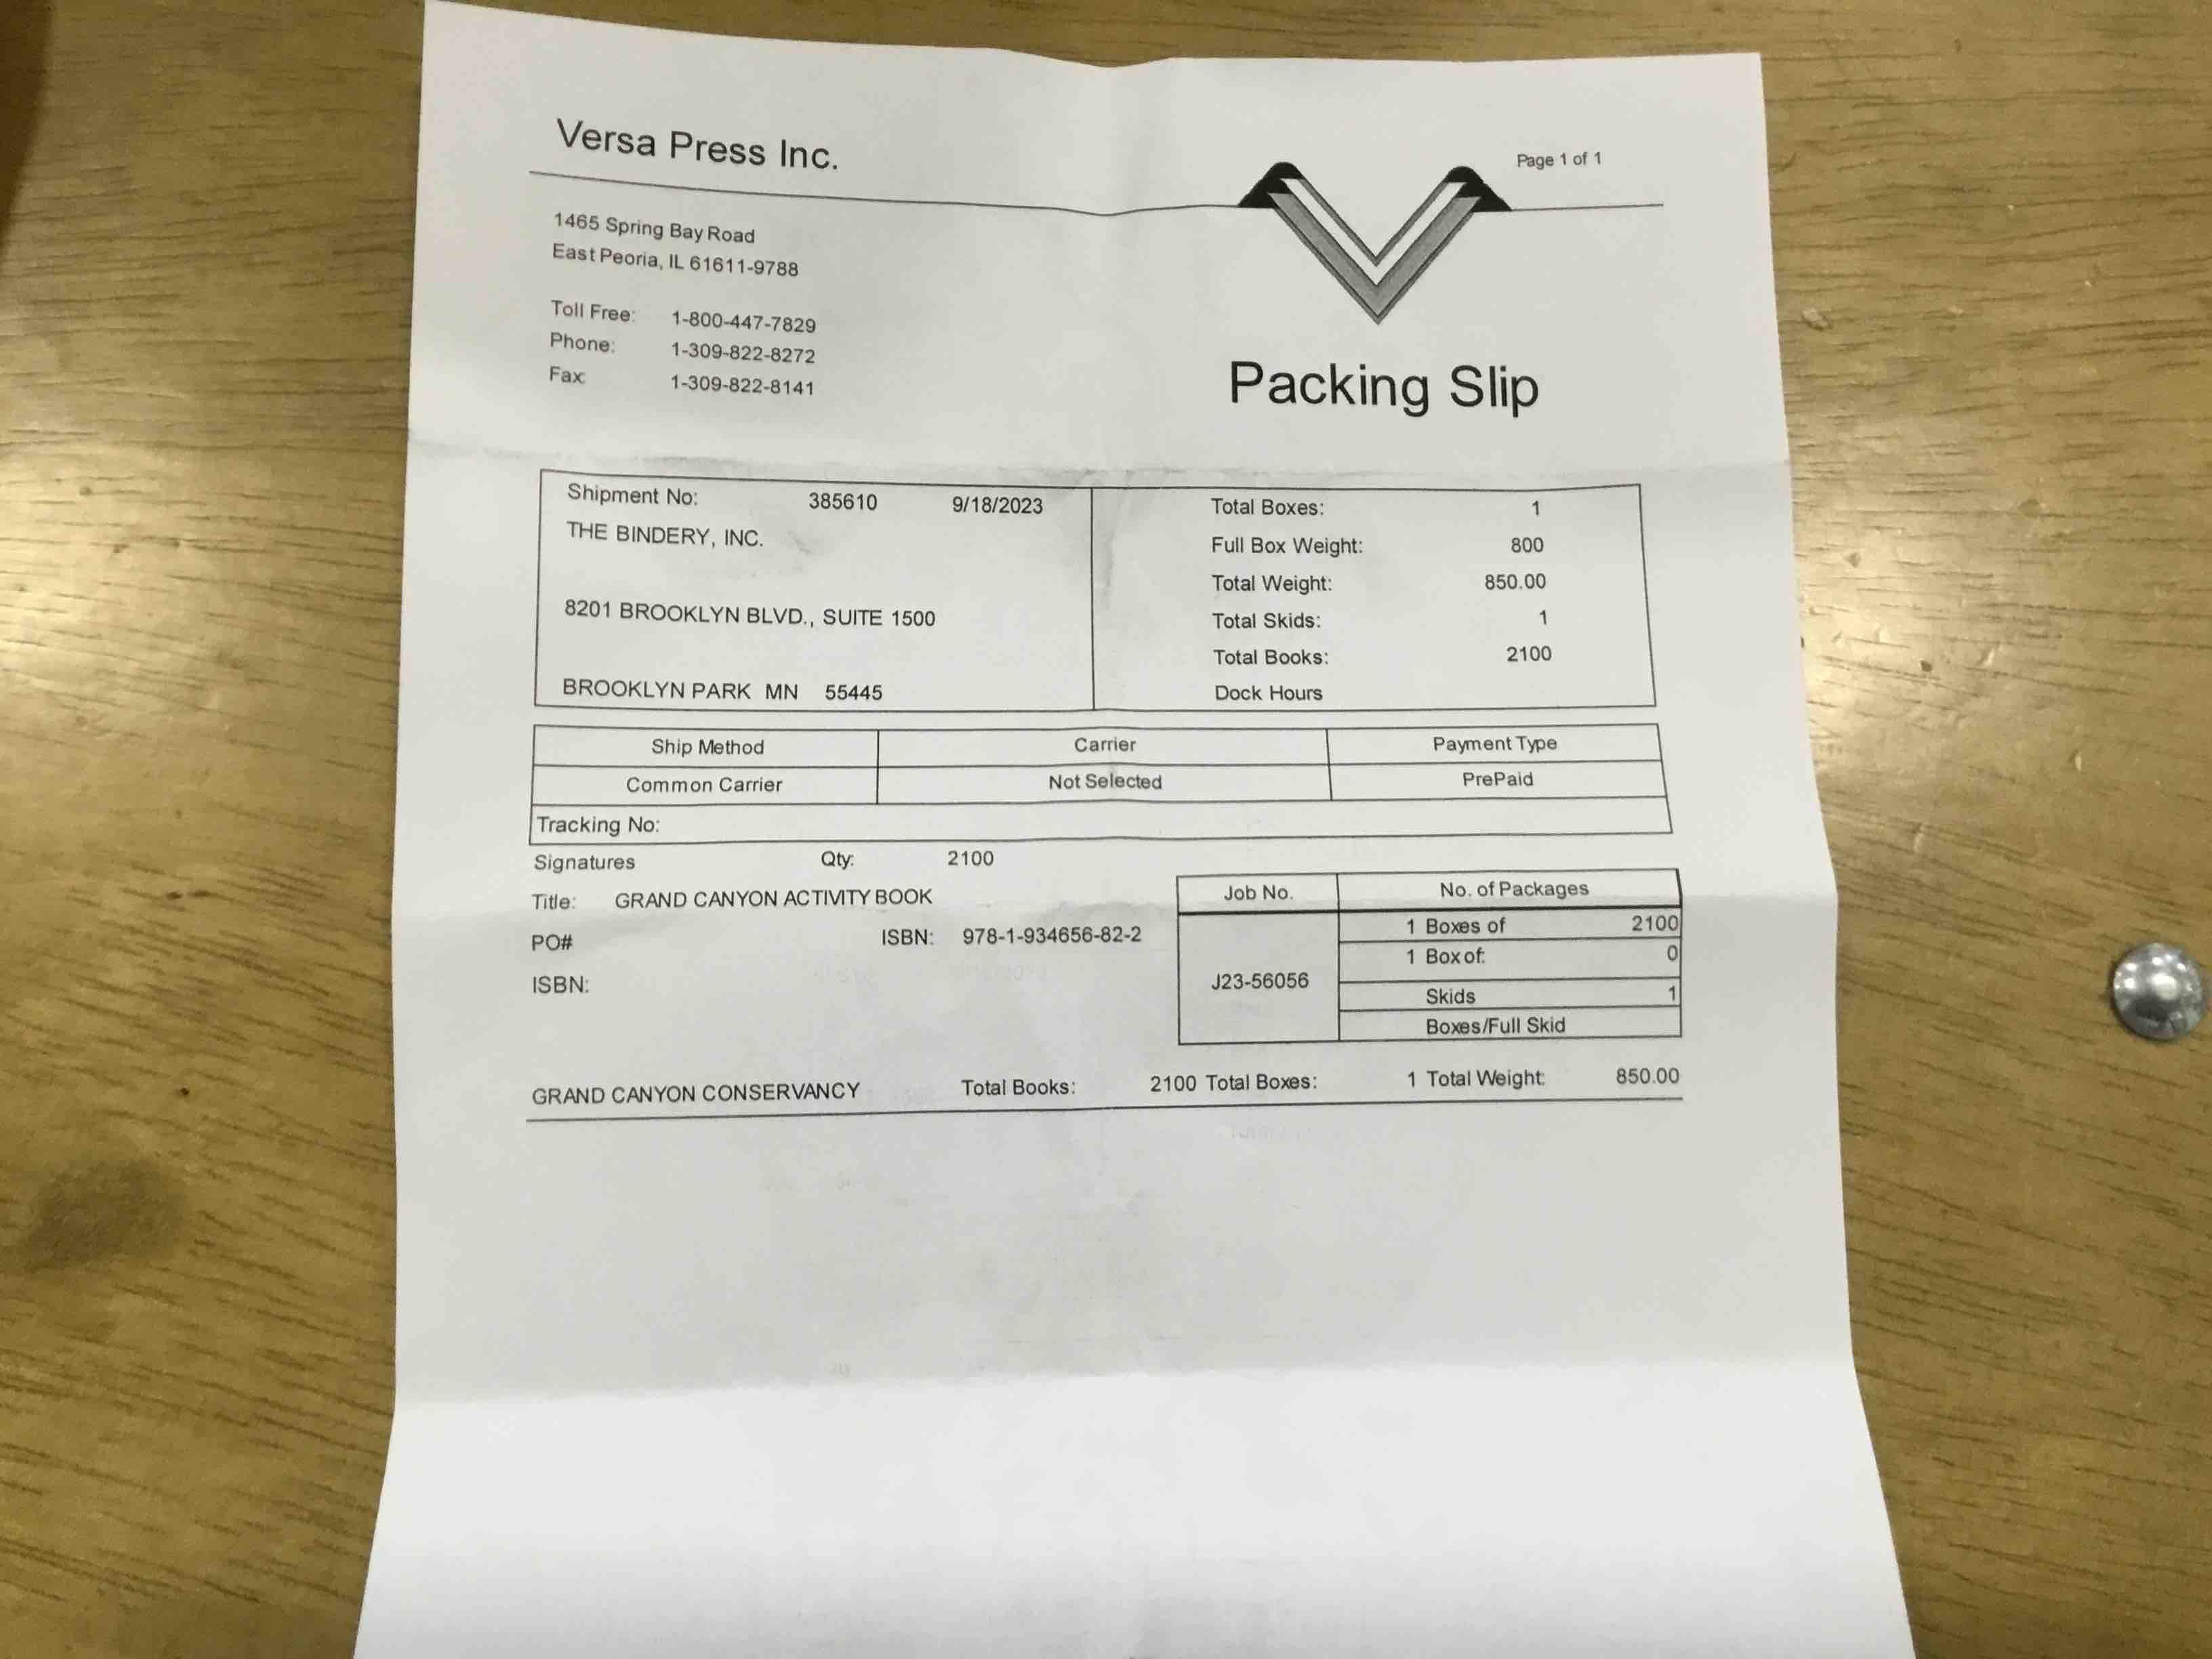 Versa Press Inc.
Page 1 of 1
1465 Spring Bay Road
East Peoria, IL 61611-9788
Toll Free: 1-800-447-7829
Phone: 1-309-822-8272
Fax: 1-309-822-8141
Packing Slip
Shipment No: 385610 9/18/2023
THE BINDERY, INC.
8201 BROOKLYN BLVD., SUITE 1500
BROOKLYN PARK MN 55445
Total Boxes: 1
Full Box Weight: 800
Total Weight: 850.00
Total Skids: 1
Total Books: 2100
Dock Hours
Ship Method Carrier Payment Type
Common Carrier Not Selected PrePaid
Tracking No:
Signatures Qty: 2100
Title: GRAND CANYON ACTIVITY BOOK
PO# ISBN: 978-1-934656-82-2
ISBN:
Job No. No. of Packages
J23-56056
1 Boxes of 2100
1 Box of: 0
Skids 1
Boxes/Full Skid
GRAND CANYON CONSERVANCY Total Books: 2100 Total Boxes: 1 Total Weight: 850.00